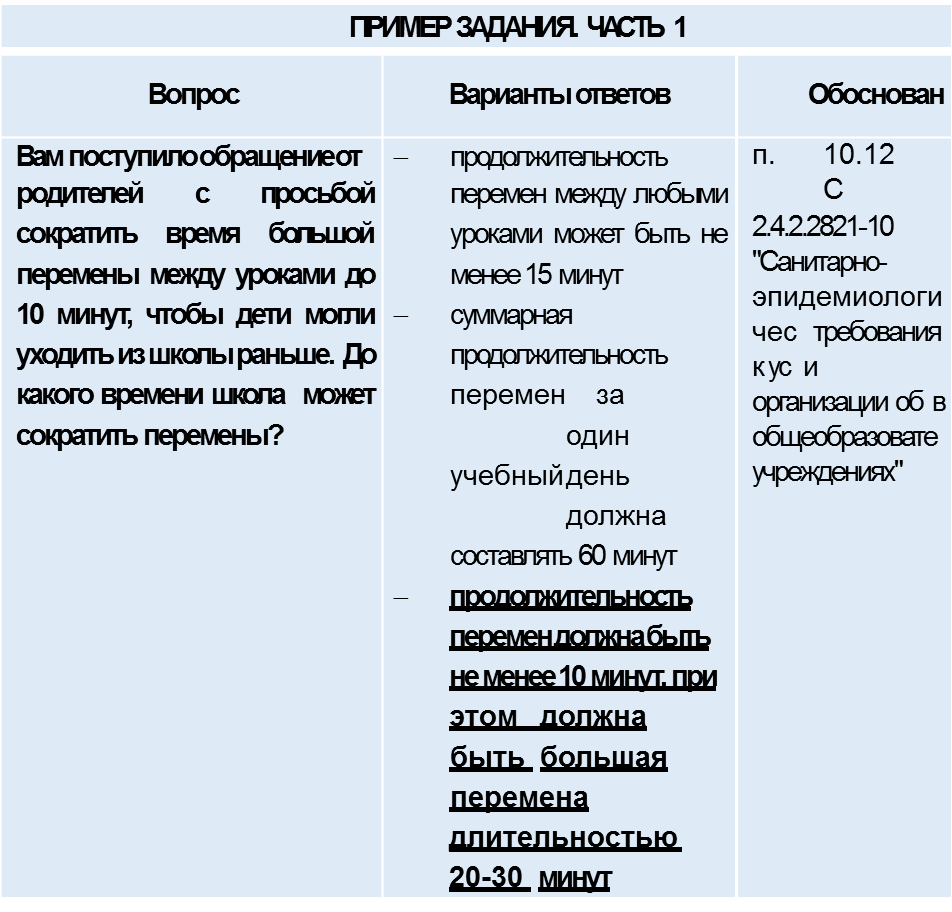 ПРИМЕР ЗАДАНИЯ. ЧАСТЬ 1
Вопрос
Варианты ответов
Обоснован
Вам поступило обращение от
родителей с просьбой
сократить время большой
перемены между уроками до
10 минут, чтобы дети могли
уходить из школы раньше. До
какого времени школа может
сократить перемены?
– продолжительность
перемен между любыми
уроками может быть не
менее 15 минут
– суммарная
продолжительность
перемен за
один
учебный день
должна
составлять 60 минут
– продолжительность
перемен должна быть
не менее 10 минут, при
этом должна
быть большая
перемена
длительностью
20-30 минут
п. 10.12
С
2.4.2.2821-10
"Санитарно-
эпидемиологи
чес требования
к ус и
организации об в
общеобразовате
учреждениях"